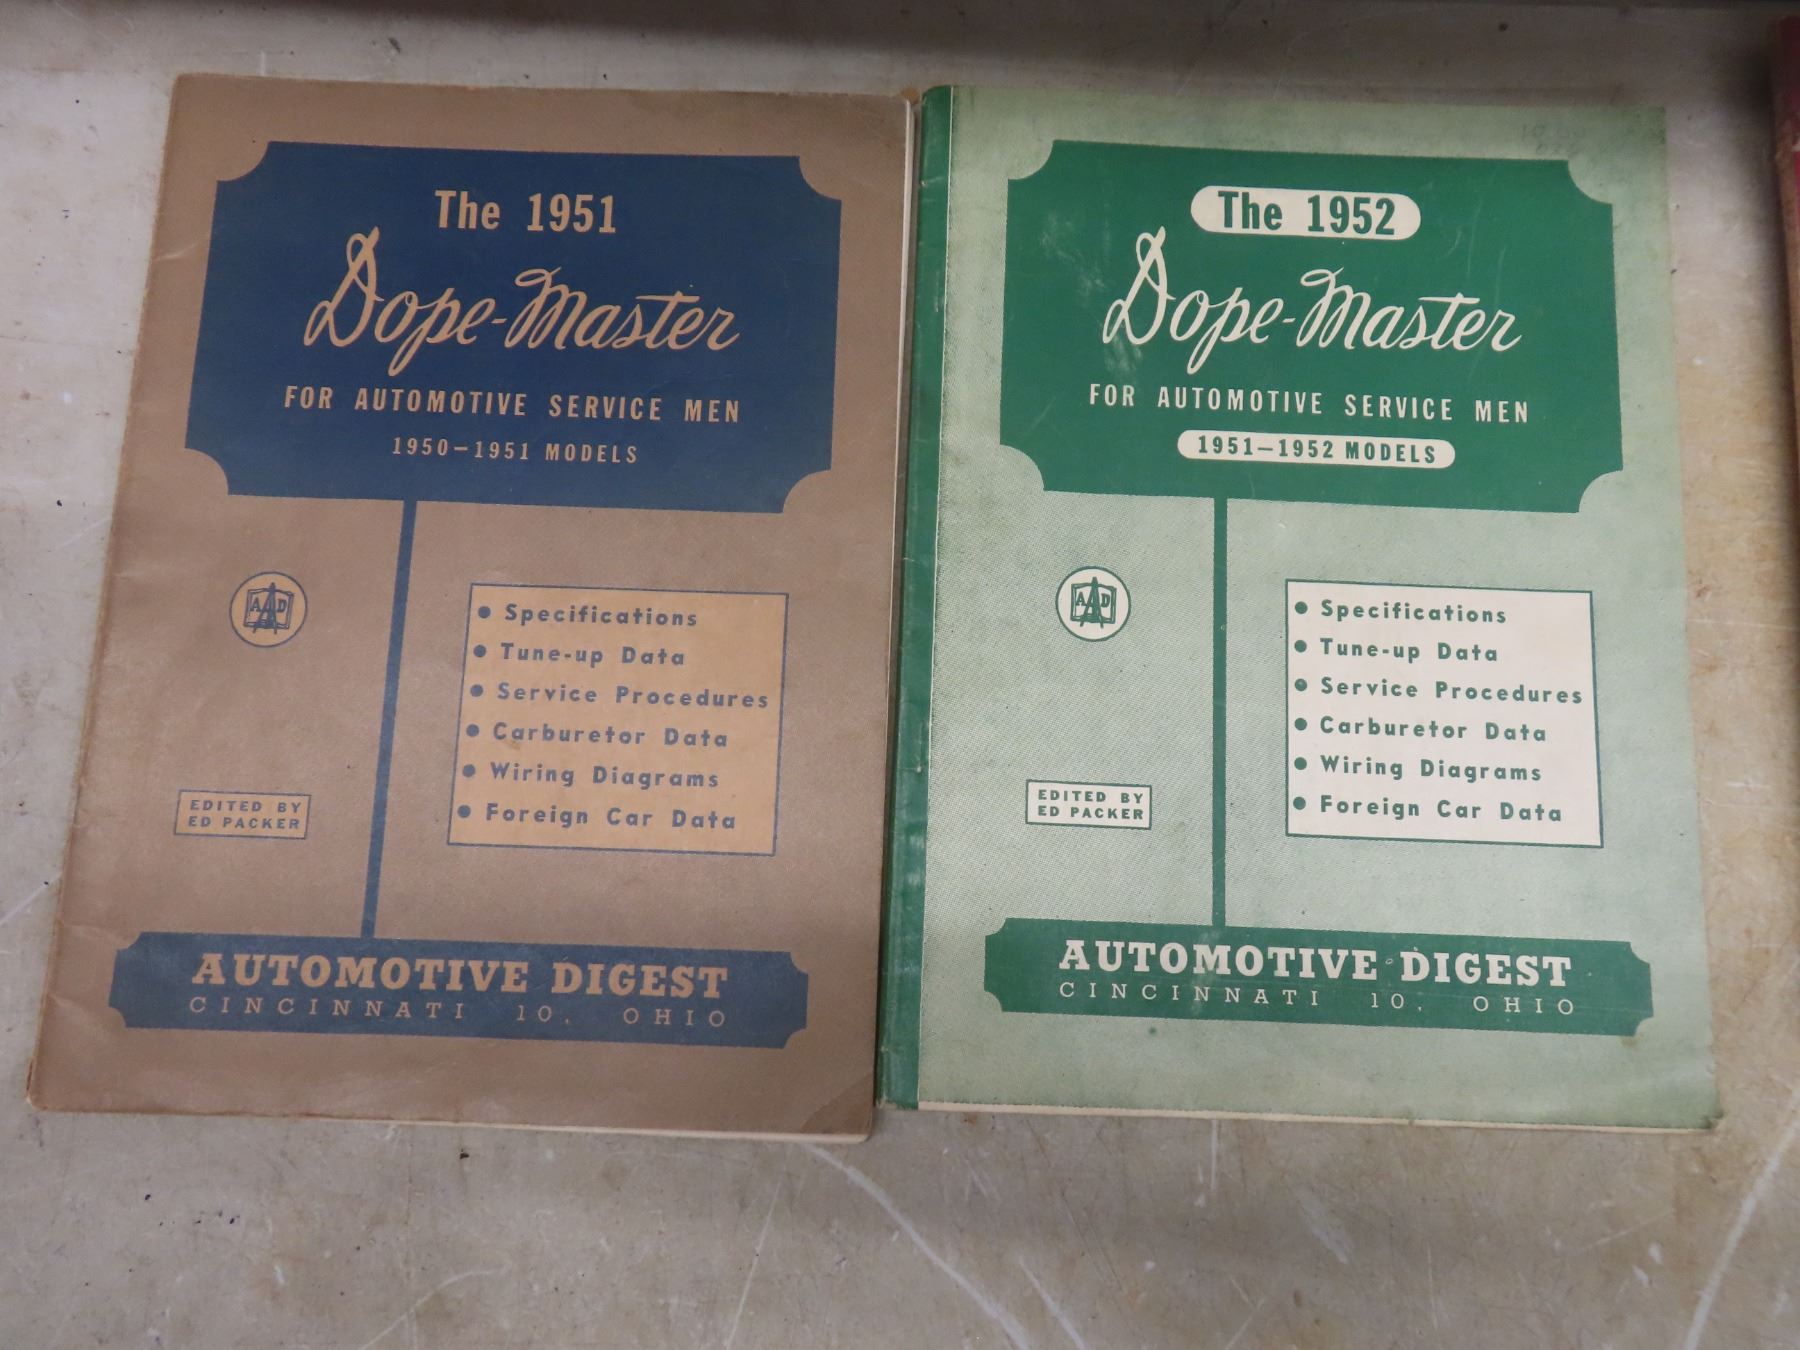 The 1951
Dope-Master
FOR AUTOMOTIVE SERVICE MEN
1950-1951 MODELS
A D
• Specifications
• Tune-up Data
• Service Procedures
• Carburetor Data
• Wiring Diagrams
• Foreign Car Data
EDITED BY
ED PACKER
AUTOMOTIVE DIGEST
CINCINNATI 10, OHIO
The 1952
Dope-Master
FOR AUTOMOTIVE SERVICE MEN
1951-1952 MODELS
A D
• Specifications
• Tune-up Data
• Service Procedures
• Carburetor Data
• Wiring Diagrams
• Foreign Car Data
EDITED BY
ED PACKER
AUTOMOTIVE DIGEST
CINCINNATI 10, OHIO